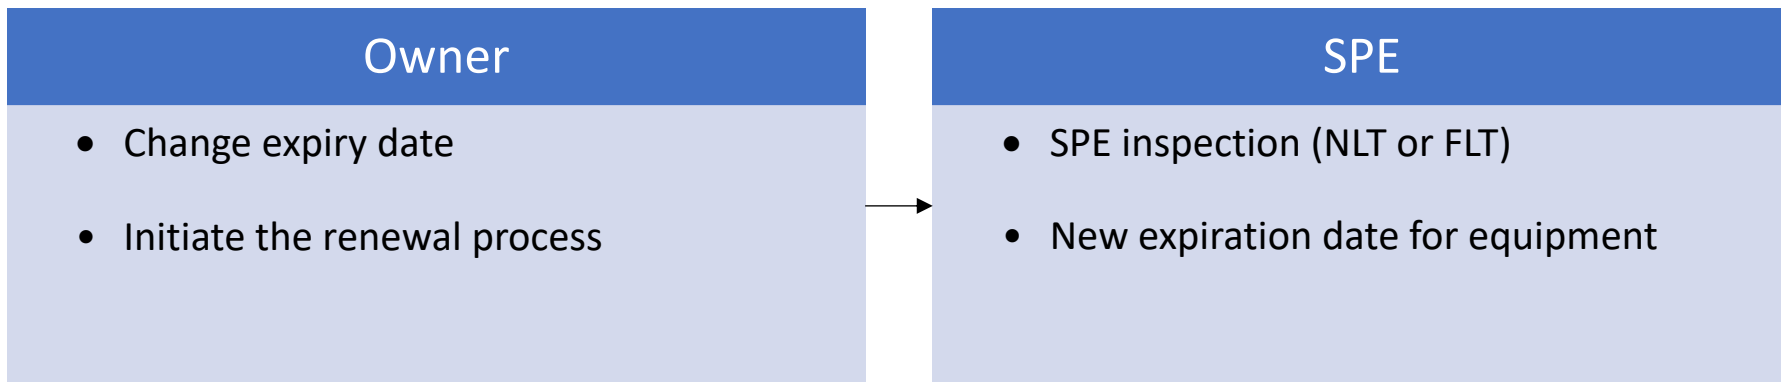 Owner
• Change expiry date
• Initiate the renewal process
SPE
• SPE inspection (NLT or FLT)
• New expiration date for equipment